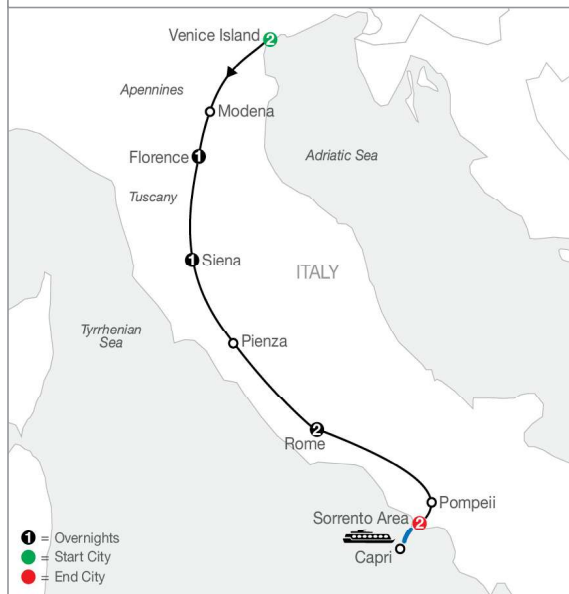 Venice Island 2
Apennines
Modena
Florence 1
Adriatic Sea
Tuscany
1 Siena
ITALY
Tyrrhenian
Sea
Pienza
2
Rome
Pompeii
Sorrento Area 2
Capri
1 = Overnights
= Start City
= End City